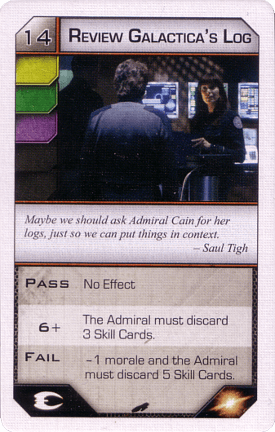 14 Review Galactica's Log
Maybe we should ask Admiral Cain for her
logs, just so we can put things in context.
– Saul Tigh
Pass No Effect
6+ The Admiral must discard
3 Skill Cards.
Fail -1 morale and the Admiral
must discard 5 Skill Cards.